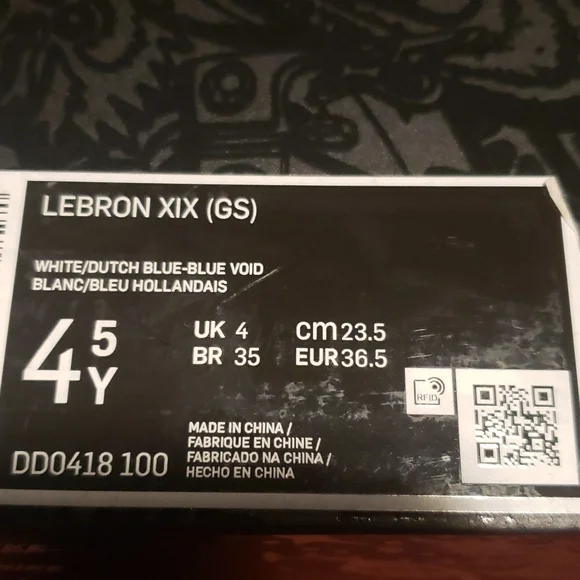 LEBRON XIX (GS)
WHITE/DUTCH BLUE-BLUE VOID
BLANC/BLEU HOLLANDAIS
4 5 Y
UK 4 cm 23.5
BR 35 EUR 36.5
RFID
MADE IN CHINA /
FABRIQUE EN CHINE /
FABRICADO NA CHINA /
HECHO EN CHINA
DD0418 100